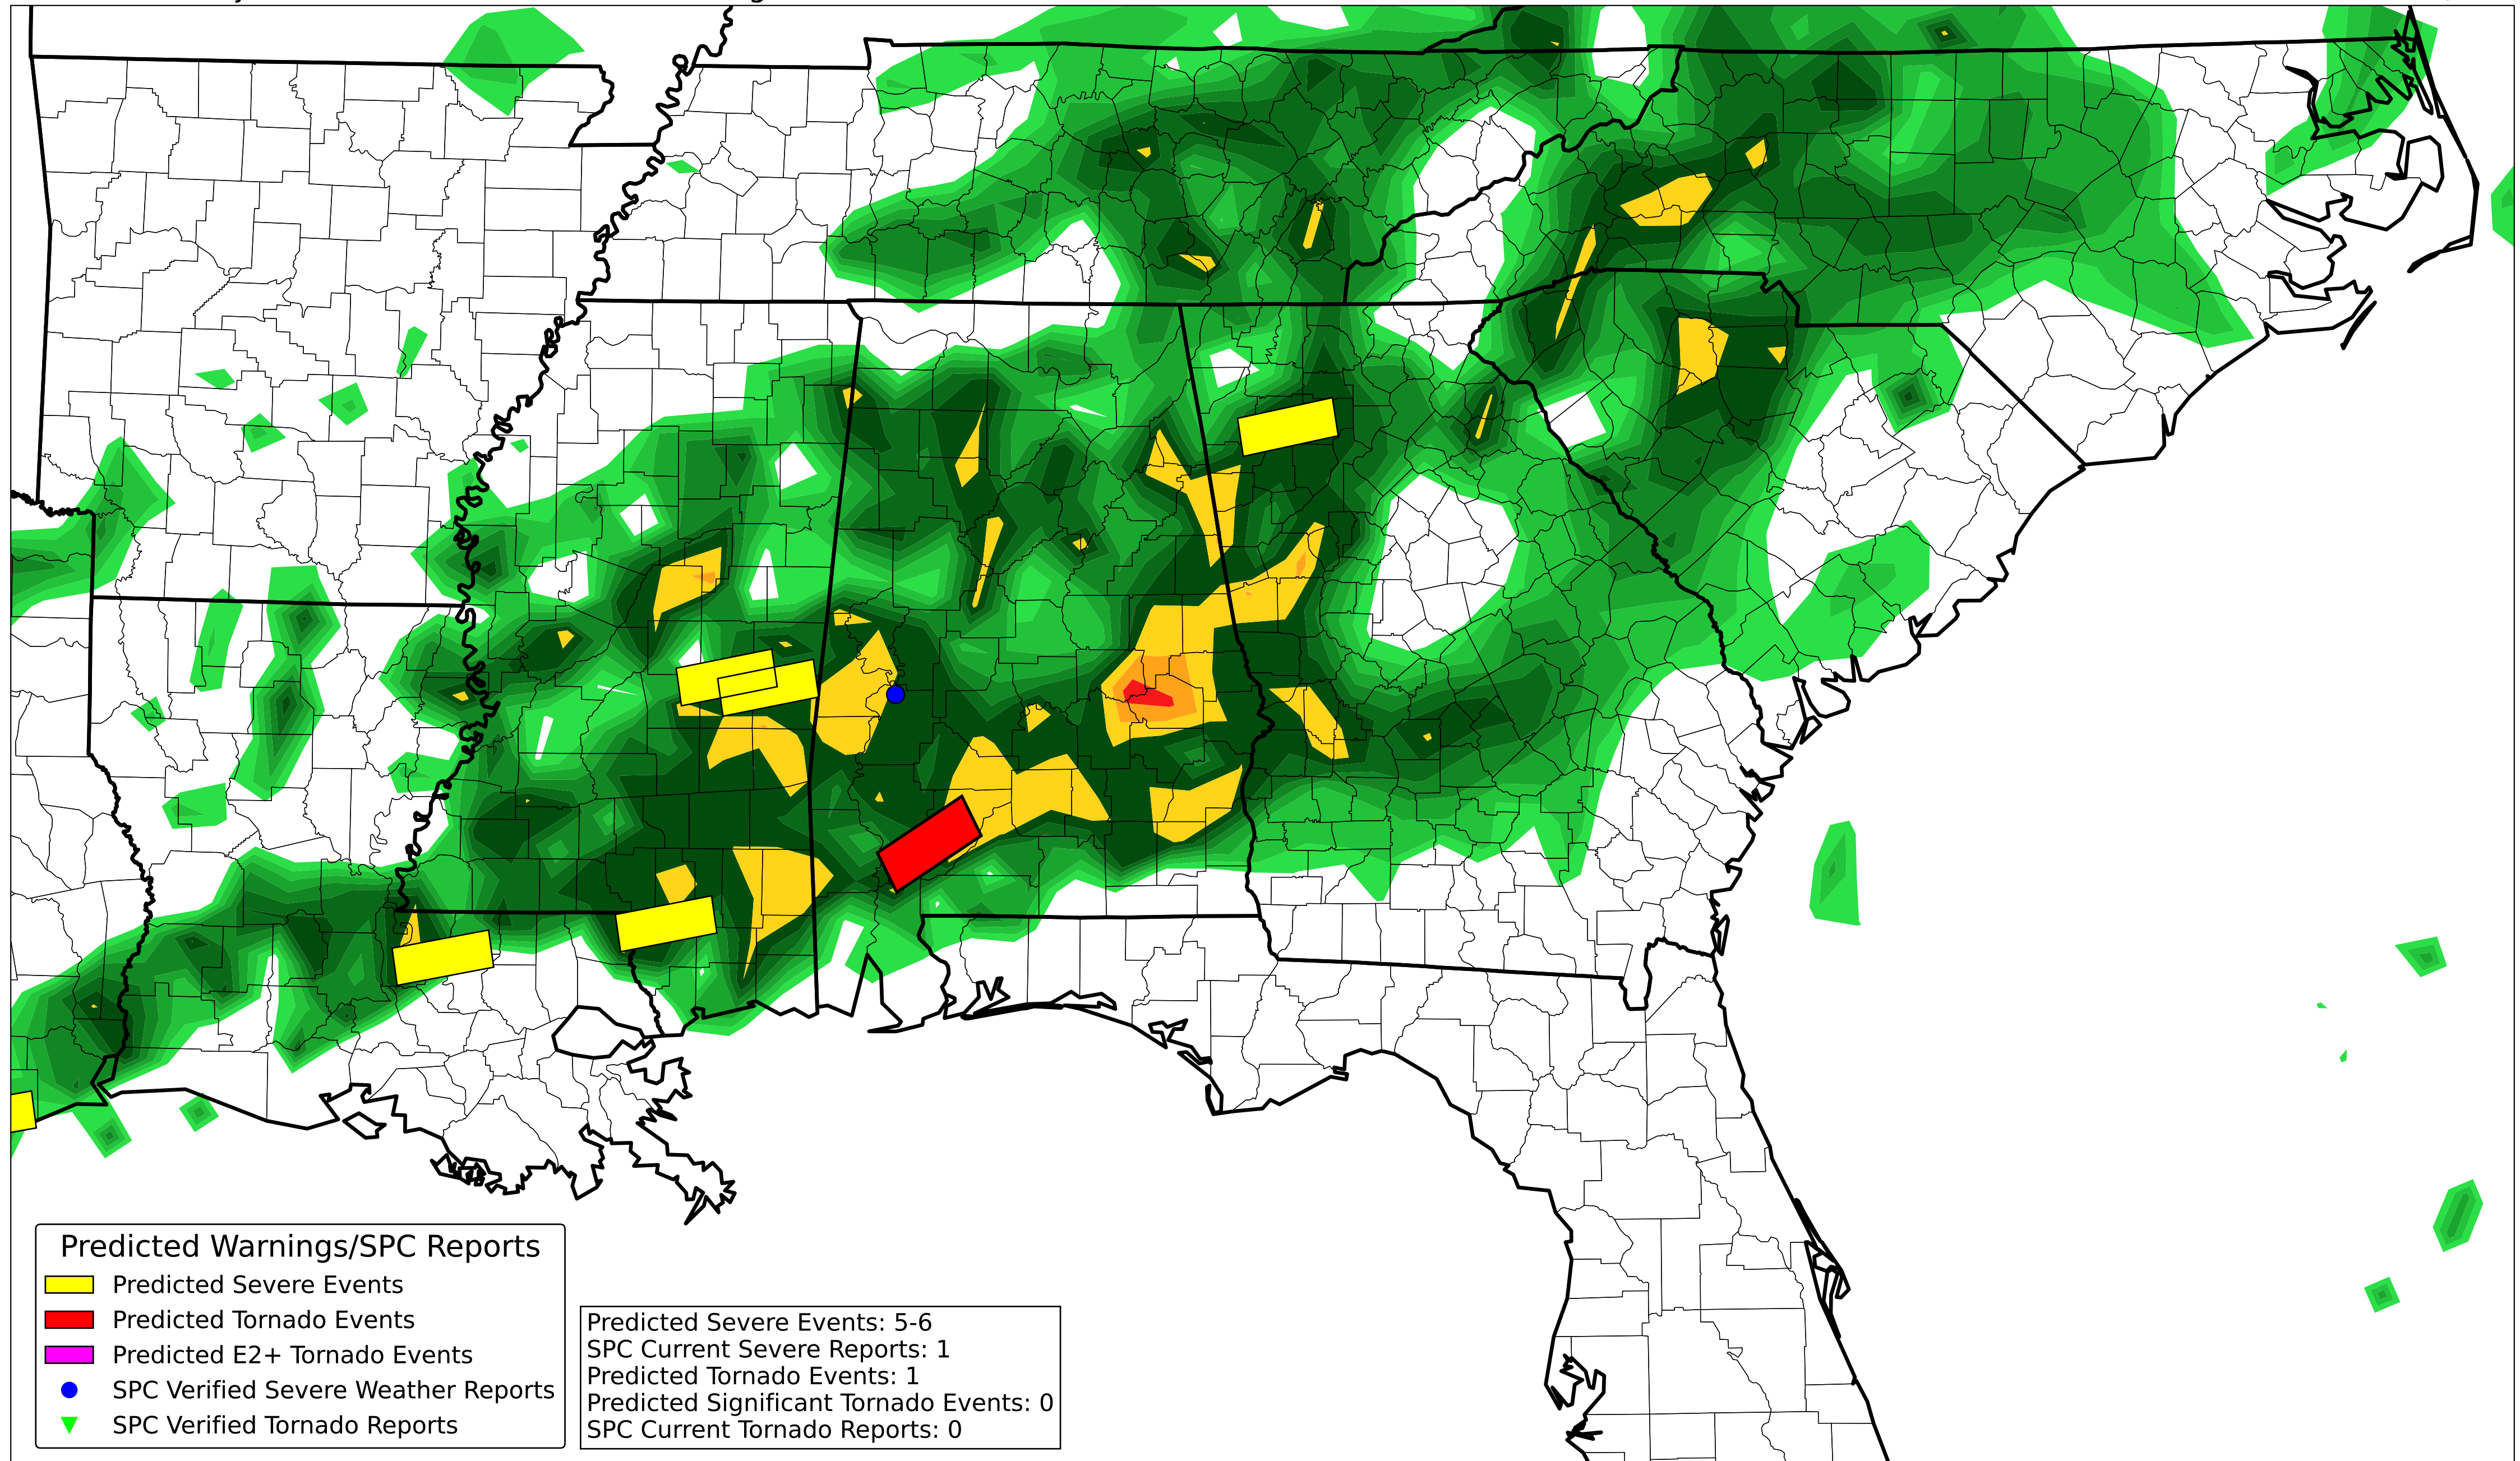 Predicted Warnings/SPC Reports
Predicted Severe Events
Predicted Tornado Events
Predicted E2+ Tornado Events
SPC Verified Severe Weather Reports
SPC Verified Tornado Reports
Predicted Severe Events: 5-6
SPC Current Severe Reports: 1
Predicted Tornado Events: 1
Predicted Significant Tornado Events: 0
SPC Current Tornado Reports: 0